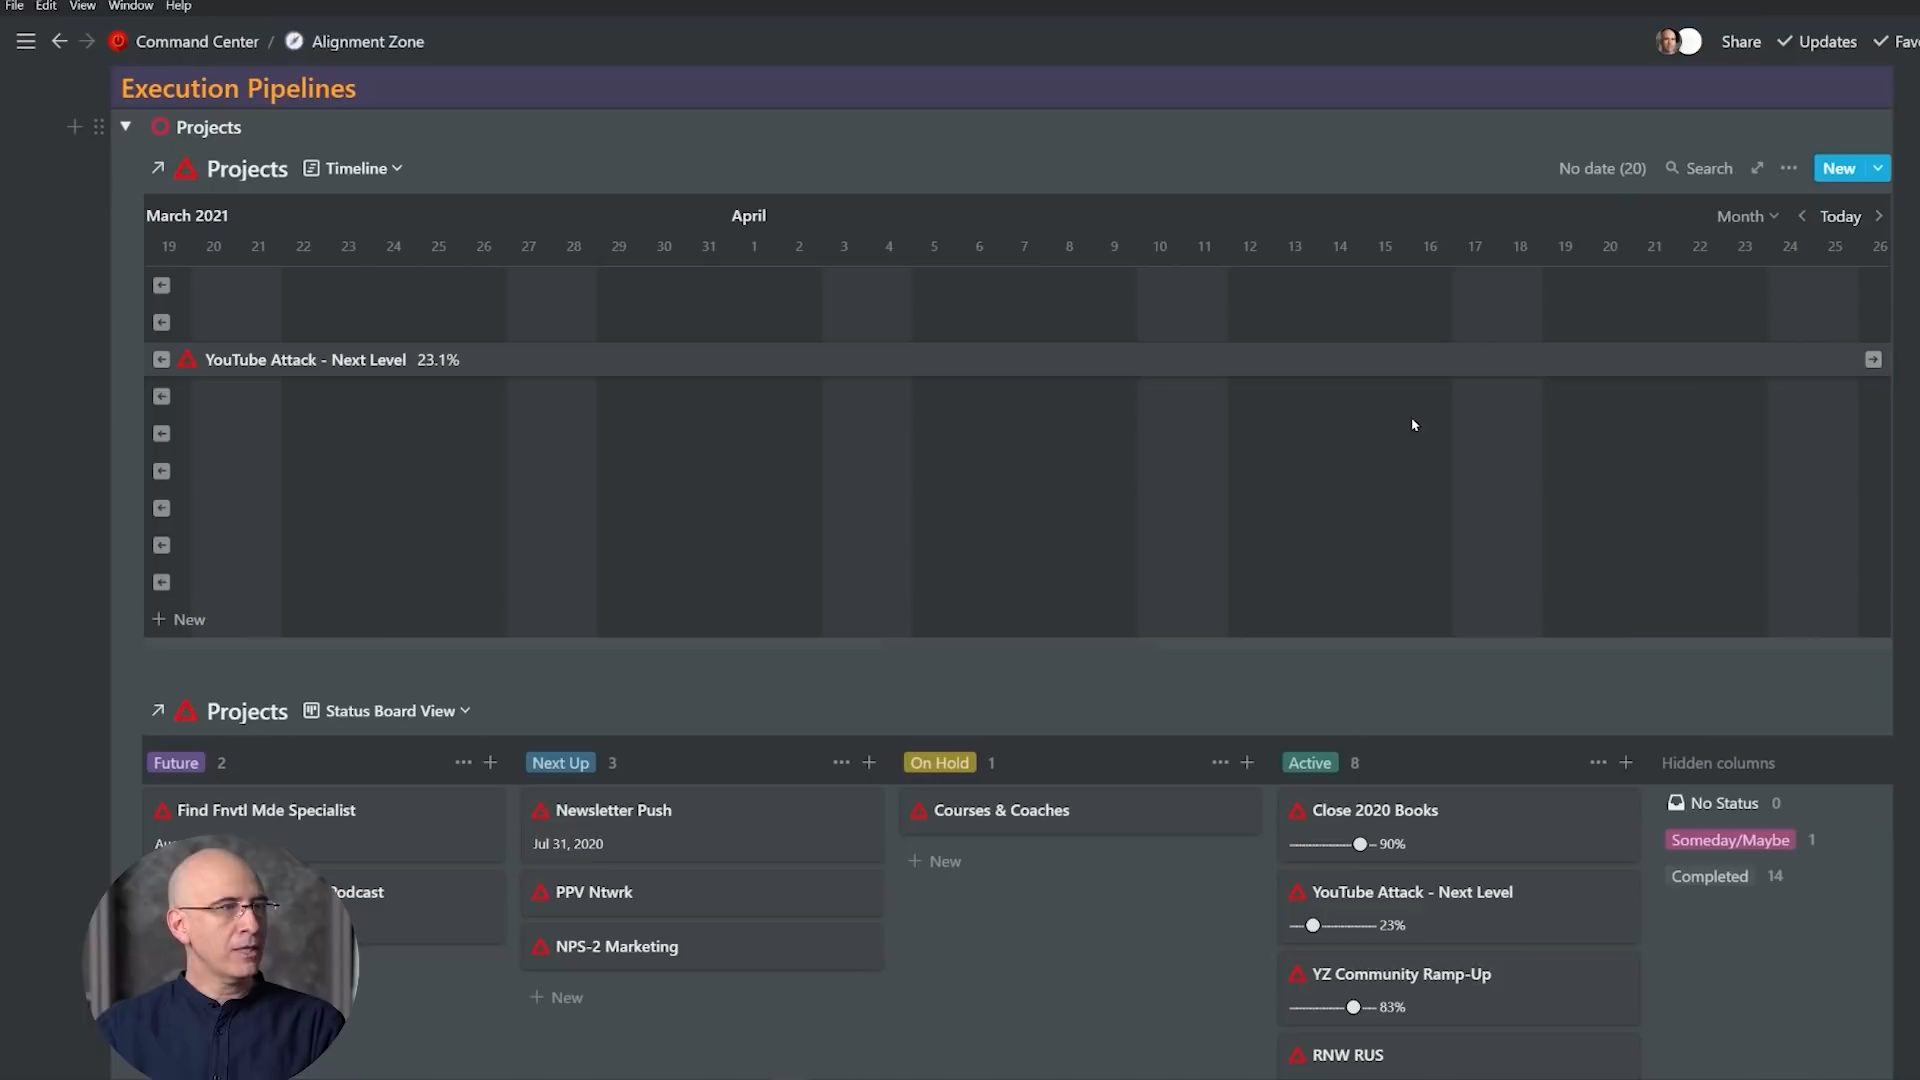 File Edit View Window Help
Command Center / Alignment Zone
Share Updates
Execution Pipelines
Projects
Projects Timeline
No date (20) Search New
March 2021 April
Month Today
19 20 21 22 23 24 25 26 27 28 29 30 31 1 2 3 4 5 6 7 8 9 10 11 12 13 14 15 16 17 18 19 20 21 22 23 24 25 26
YouTube Attack - Next Level 23.1%
+ New
Projects Status Board View
Future 2
Find Fnvtl Mde Specialist
Podcast
Next Up 3
Newsletter Push
Jul 31, 2020
PPV Ntwrk
NPS-2 Marketing
+ New
On Hold 1
Courses & Coaches
+ New
Active 8
Close 2020 Books
90%
YouTube Attack - Next Level
23%
YZ Community Ramp-Up
83%
RNW RUS
Hidden columns
No Status 0
Someday/Maybe 1
Completed 14